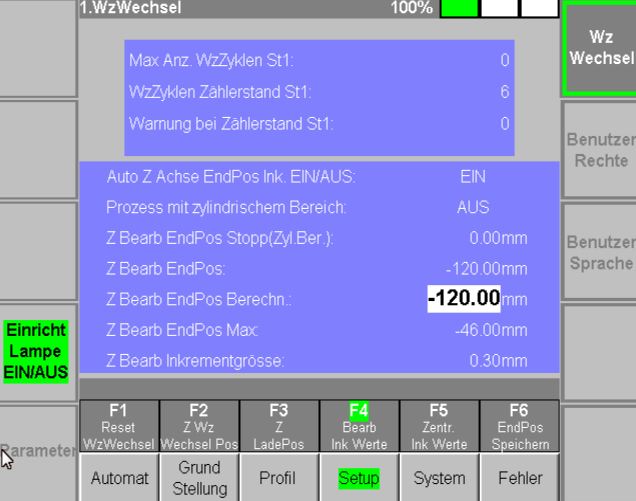 1.WzWechsel 100%
Wz
Wechsel
Max Anz. WzZyklen St1: 0
WzZyklen Zählerstand St1: 6
Warnung bei Zählerstand St1: 0
Benutzer
Rechte
Auto Z Achse EndPos Ink. EIN/AUS: EIN
Prozess mit zylindrischem Bereich: AUS
Z Bearb EndPos Stopp(Zyl.Ber.): 0.00mm
Benutzer
Sprache
Z Bearb EndPos: -120.00mm
Z Bearb EndPos Berechn.: -120.00mm
Z Bearb EndPos Max: -46.00mm
Z Bearb Inkrementgrösse: 0.30mm
Einricht
Lampe
EIN/AUS
Parameter
F1 F2 F3 F4 F5 F6
Reset Z Wz Z Bearb Zentr. EndPos
WzWechsel Wechsel Pos LadePos Ink Werte Ink Werte Speichern
Automat Grund Stellung Profil Setup System Fehler